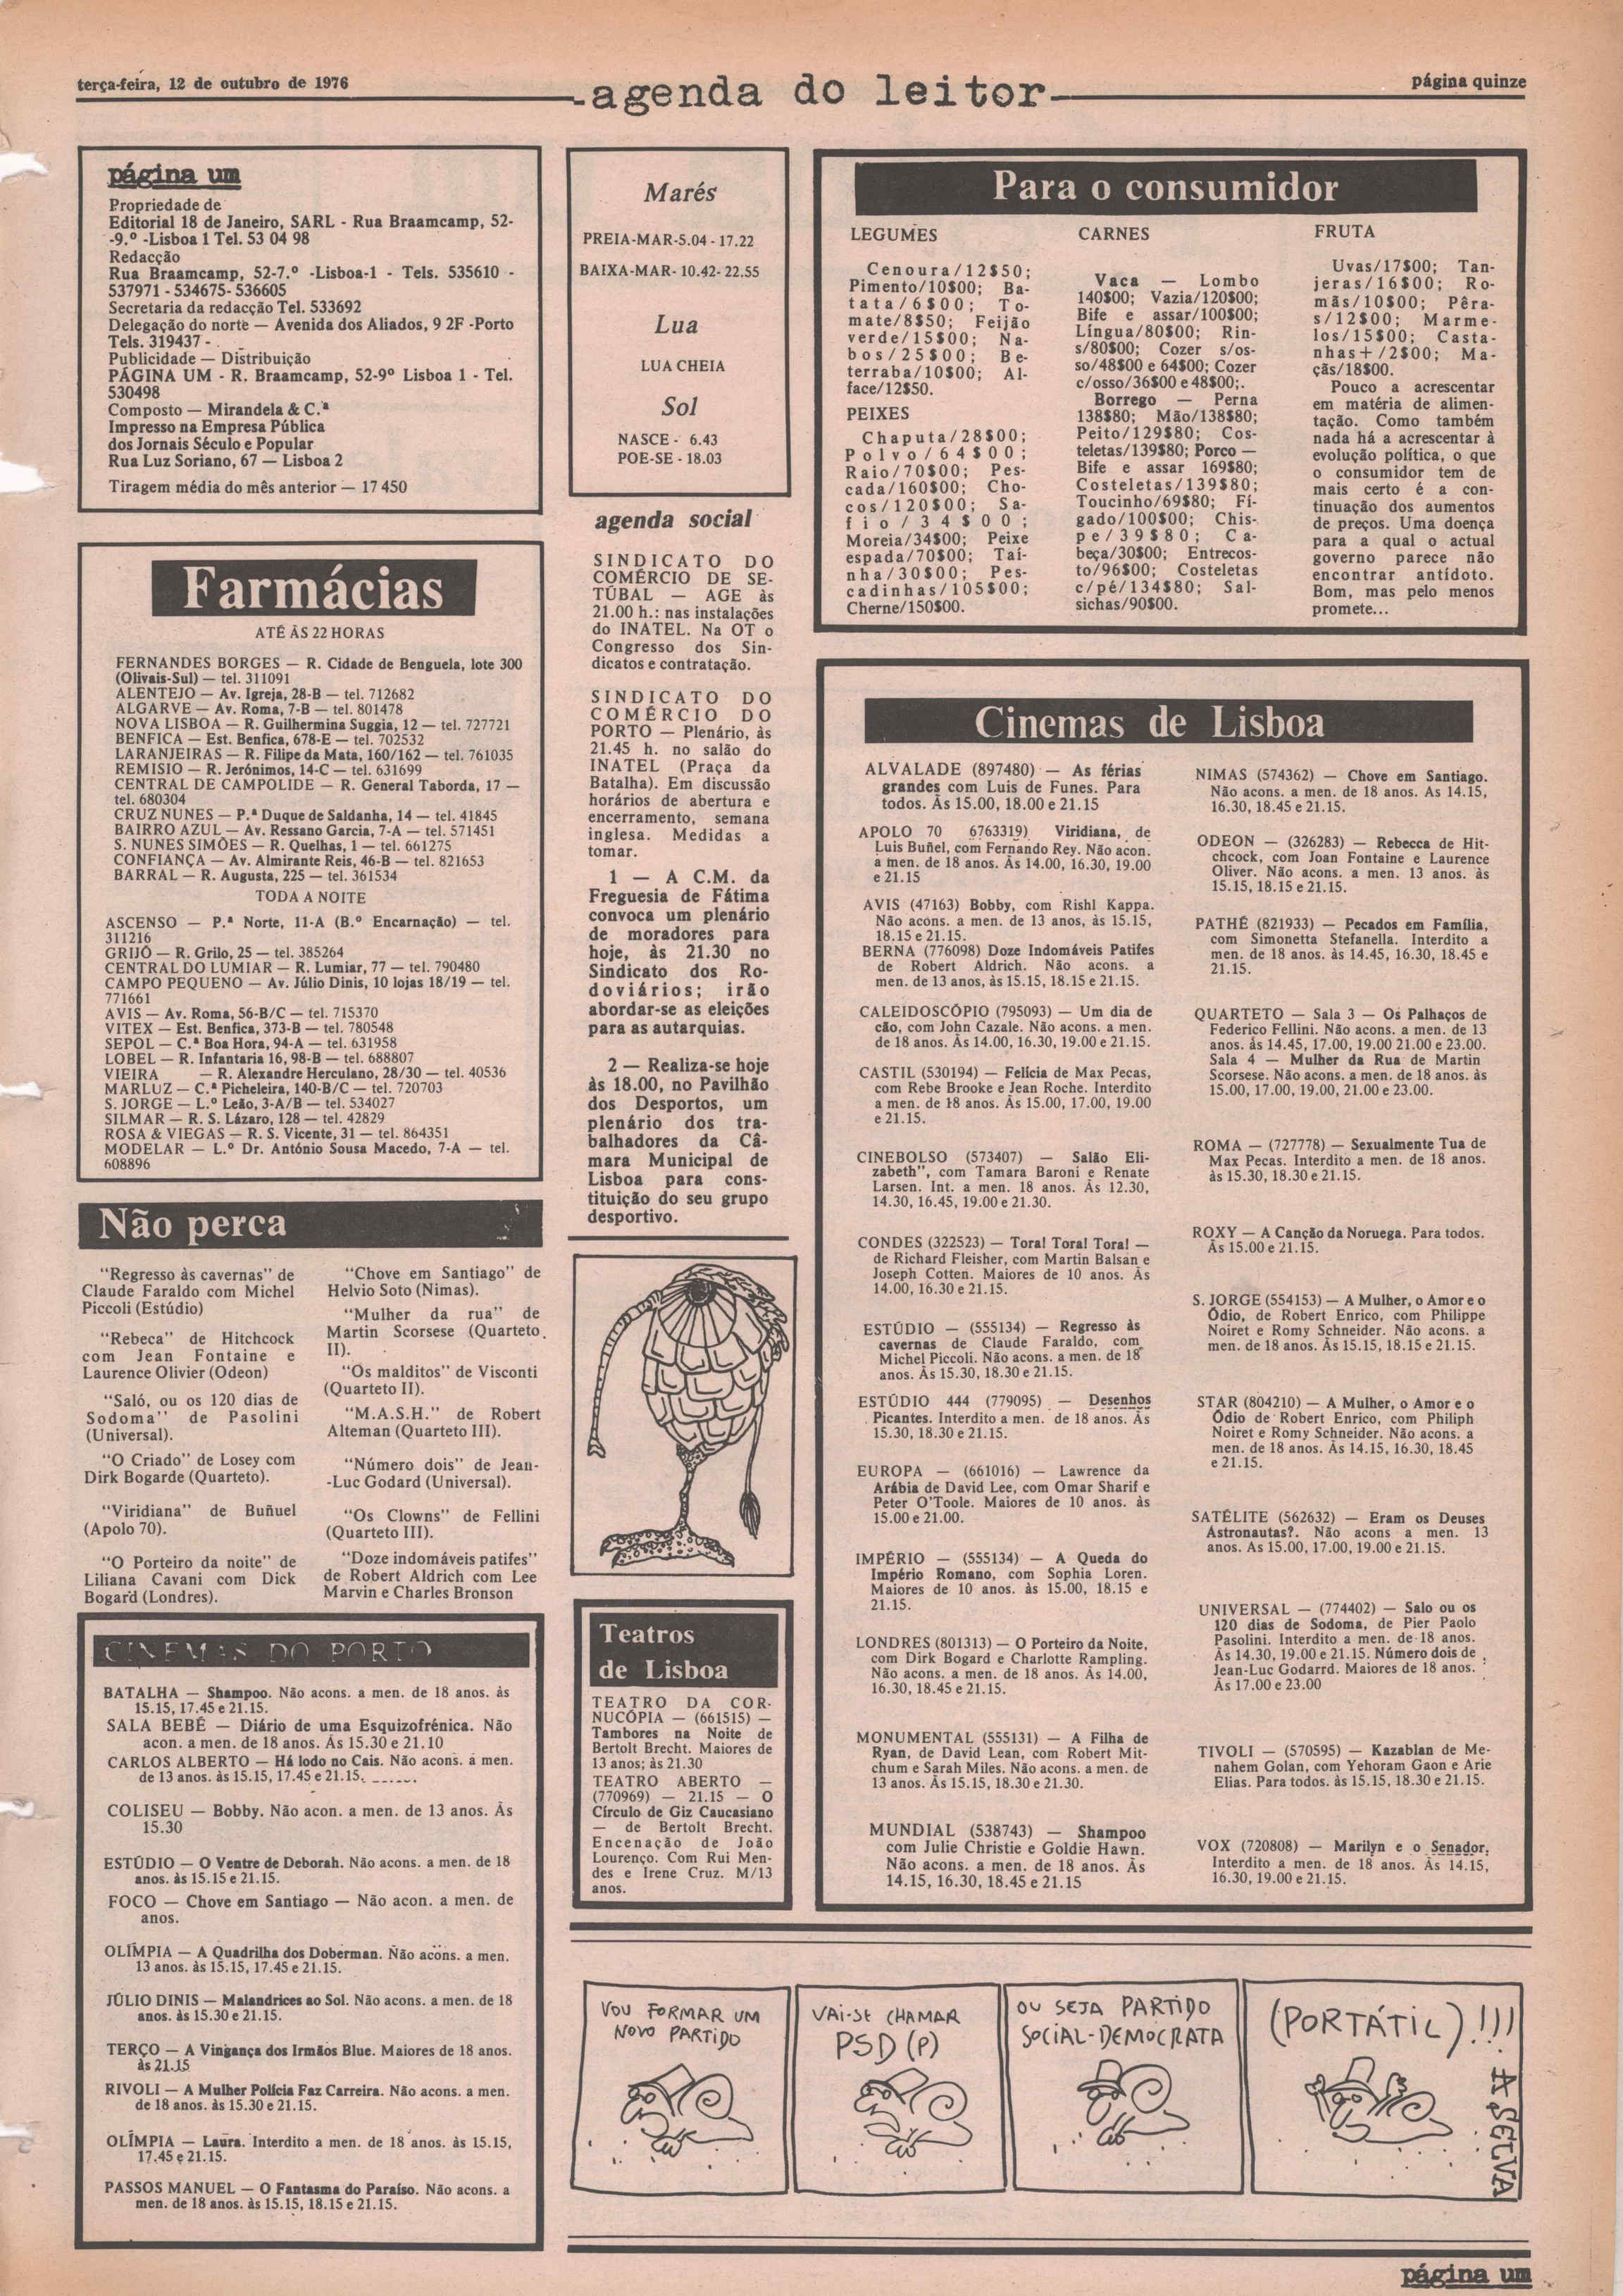 terça-feira, 12 de outubro de 1976
agenda do leitor
página quinze
página um
Propriedade de
Editorial 18 de Janeiro, SARL - Rua Braamcamp, 52-
-9.º -Lisboa 1 Tel. 53 04 98
Redacção
Rua Braamcamp, 52-7.º -Lisboa-1 - Tels. 535610 -
537971 - 534675- 536605
Secretaria da redacção Tel. 533692
Delegação do norte — Avenida dos Aliados, 9 2F -Porto
Tels. 319437 -
Publicidade — Distribuição
PÁGINA UM - R. Braamcamp, 52-9º Lisboa 1 - Tel.
530498
Composto — Mirandela & C.ª
Impresso na Empresa Pública
dos Jornais Século e Popular
Rua Luz Soriano, 67 — Lisboa 2
Tiragem média do mês anterior — 17 450
Farmácias
ATÉ ÀS 22 HORAS
FERNANDES BORGES — R. Cidade de Benguela, lote 300
(Olivais-Sul) — tel. 311091
ALENTEJO — Av. Igreja, 28-B — tel. 712682
ALGARVE — Av. Roma, 7-B — tel. 801478
NOVA LISBOA — R. Guilhermina Suggia, 12 — tel. 727721
BENFICA — Est. Benfica, 678-E — tel. 702532
LARANJEIRAS — R. Filipe da Mata, 160/162 — tel. 761035
REMISIO — R. Jerónimos, 14-C — tel. 631699
CENTRAL DE CAMPOLIDE — R. General Taborda, 17 —
tel. 680304
CRUZ NUNES — P.ª Duque de Saldanha, 14 — tel. 41845
BAIRRO AZUL — Av. Ressano Garcia, 7-A — tel. 571451
S. NUNES SIMÕES — R. Quelhas, 1 — tel. 661275
CONFIANÇA — Av. Almirante Reis, 46-B — tel. 821653
BARRAL — R. Augusta, 225 — tel. 361534
TODA A NOITE
ASCENSO — P.ª Norte, 11-A (B.º Encarnação) — tel.
311216
GRIJÓ — R. Grilo, 25 — tel. 385264
CENTRAL DO LUMIAR — R. Lumiar, 77 — tel. 790480
CAMPO PEQUENO — Av. Júlio Dinis, 10 lojas 18/19 — tel.
771661
AVIS — Av. Roma, 56-B/C — tel. 715370
VITEX — Est. Benfica, 373-B — tel. 780548
SEPOL — C.ª Boa Hora, 94-A — tel. 631958
LOBEL — R. Infantaria 16, 98-B — tel. 688807
VIEIRA — R. Alexandre Herculano, 28/30 — tel. 40536
MARLUZ — C.ª Picheleira, 140-B/C — tel. 720703
S. JORGE — L.º Leão, 3-A/B — tel. 534027
SILMAR — R. S. Lázaro, 128 — tel. 42829
ROSA & VIEGAS — R. S. Vicente, 31 — tel. 864351
MODELAR — L.º Dr. António Sousa Macedo, 7-A — tel.
608896
Não perca
"Regresso às cavernas" de
Claude Faraldo com Michel
Piccoli (Estúdio)
"Rebeca" de Hitchcock
com Jean Fontaine e
Laurence Olivier (Odeon)
"Saló, ou os 120 dias de
Sodoma" de Pasolini
(Universal).
"O Criado" de Losey com
Dirk Bogarde (Quarteto).
"Viridiana" de Buñuel
(Apolo 70).
"O Porteiro da noite" de
Liliana Cavani com Dick
Bogard (Londres).
"Chove em Santiago" de
Helvio Soto (Nimas).
"Mulher da rua" de
Martin Scorsese (Quarteto
II).
"Os malditos" de Visconti
(Quarteto II).
"M.A.S.H." de Robert
Alteman (Quarteto III).
"Número dois" de Jean-
-Luc Godard (Universal).
"Os Clowns" de Fellini
(Quarteto III).
"Doze indomáveis patifes"
de Robert Aldrich com Lee
Marvin e Charles Bronson
CINEMAS DO PORTO
BATALHA — Shampoo. Não acons. a men. de 18 anos. às
15.15, 17.45 e 21.15.
SALA BEBÉ — Diário de uma Esquizofrénica. Não
acon. a men. de 18 anos. Às 15.30 e 21.10
CARLOS ALBERTO — Há lodo no Cais. Não acons. a men.
de 13 anos. às 15.15, 17.45 e 21.15.
COLISEU — Bobby. Não acon. a men. de 13 anos. Às
15.30
ESTÚDIO — O Ventre de Deborah. Não acons. a men. de 18
anos. às 15.15 e 21.15.
FOCO — Chove em Santiago — Não acon. a men. de
anos.
OLÍMPIA — A Quadrilha dos Doberman. Não acons. a men.
13 anos. às 15.15, 17.45 e 21.15.
JÚLIO DINIS — Malandrices ao Sol. Não acons. a men. de 18
anos. às 15.30 e 21.15.
TERÇO — A Vingança dos Irmãos Blue. Maiores de 18 anos.
às 21.15
RIVOLI — A Mulher Polícia Faz Carreira. Não acons. a men.
de 18 anos. às 15.30 e 21.15.
OLÍMPIA — Laura. Interdito a men. de 18 anos. às 15.15,
17.45 e 21.15.
PASSOS MANUEL — O Fantasma do Paraíso. Não acons. a
men. de 18 anos. às 15.15, 18.15 e 21.15.
Marés
PREIA-MAR-5.04 - 17.22
BAIXA-MAR- 10.42- 22.55
Lua
LUA CHEIA
Sol
NASCE - 6.43
POE-SE - 18.03
agenda social
SINDICATO DO
COMÉRCIO DE SE-
TÚBAL — AGE às
21.00 h.: nas instalações
do INATEL. Na OT o
Congresso dos Sin-
dicatos e contratação.
SINDICATO DO
COMÉRCIO DO
PORTO — Plenário, às
21.45 h. no salão do
INATEL (Praça da
Batalha). Em discussão
horários de abertura e
encerramento, semana
inglesa. Medidas a
tomar.
1 — A C.M. da
Freguesia de Fátima
convoca um plenário
de moradores para
hoje, às 21.30 no
Sindicato dos Ro-
doviários; irão
abordar-se as eleições
para as autarquias.
2 — Realiza-se hoje
às 18.00, no Pavilhão
dos Desportos, um
plenário dos tra-
balhadores da Câ-
mara Municipal de
Lisboa para cons-
tituição do seu grupo
desportivo.
Teatros
de Lisboa
TEATRO DA COR-
NUCÓPIA — (661515) —
Tambores na Noite de
Bertolt Brecht. Maiores de
13 anos; às 21.30
TEATRO ABERTO —
(770969) — 21.15 — O
Círculo de Giz Caucasiano
— de Bertolt Brecht.
Encenação de João
Lourenço. Com Rui Men-
des e Irene Cruz. M/13
anos.
Para o consumidor
LEGUMES
Cenoura/12$50;
Pimento/10$00; Ba-
tata/6$00; To-
mate/8$50; Feijão
verde/15$00; Na-
bos/25$00; Be-
terraba/10$00; Al-
face/12$50.
PEIXES
Chaputa/28$00;
Polvo/64$00;
Raio/70$00; Pes-
cada/160$00; Cho-
cos/120$00; Sa-
fio/34$00;
Moreia/34$00; Peixe
espada/70$00; Taí-
nha/30$00; Pes-
cadinhas/105$00;
Cherne/150$00.
CARNES
Vaca — Lombo
140$00; Vazia/120$00;
Bife e assar/100$00;
Língua/80$00; Rin-
s/80$00; Cozer s/os-
so/48$00 e 64$00; Cozer
c/osso/36$00 e 48$00;.
Borrego — Perna
138$80; Mão/138$80;
Peito/129$80; Cos-
teletas/139$80; Porco —
Bife e assar 169$80;
Costeletas/139$80;
Toucinho/69$80; Fí-
gado/100$00; Chis-
pe/39$80; Ca-
beça/30$00; Entrecos-
to/96$00; Costeletas
c/pé/134$80; Sal-
sichas/90$00.
FRUTA
Uvas/17$00; Tan-
jeras/16$00; Ro-
mãs/10$00; Pêra-
s/12$00; Marme-
los/15$00; Casta-
nhas+/2$00; Ma-
çãs/18$00.
Pouco a acrescentar
em matéria de alimen-
tação. Como também
nada há a acrescentar à
evolução política, o que
o consumidor tem de
mais certo é a con-
tinuação dos aumentos
de preços. Uma doença
para a qual o actual
governo parece não
encontrar antídoto.
Bom, mas pelo menos
promete...
Cinemas de Lisboa
ALVALADE (897480) — As férias
grandes com Luis de Funes. Para
todos. Às 15.00, 18.00 e 21.15
APOLO 70 6763319) Viridiana, de
Luis Buñel, com Fernando Rey. Não acon.
a men. de 18 anos. Às 14.00, 16.30, 19.00
e 21.15
AVIS (47163) Bobby, com Rishl Kappa.
Não acons. a men. de 13 anos, às 15.15,
18.15 e 21.15.
BERNA (776098) Doze Indomáveis Patifes
de Robert Aldrich. Não acons. a
men. de 13 anos, às 15.15, 18.15 e 21.15.
CALEIDOSCÓPIO (795093) — Um dia de
cão, com John Cazale. Não acons. a men.
de 18 anos. Às 14.00, 16.30, 19.00 e 21.15.
CASTIL (530194) — Felícia de Max Pecas,
com Rebe Brooke e Jean Roche. Interdito
a men. de 18 anos. Às 15.00, 17.00, 19.00
e 21.15.
CINEBOLSO (573407) — Salão Eli-
zabeth", com Tamara Baroni e Renate
Larsen. Int. a men. 18 anos. Às 12.30,
14.30, 16.45, 19.00 e 21.30.
CONDES (322523) — Tora! Tora! Tora! —
de Richard Fleisher, com Martin Balsan e
Joseph Cotten. Maiores de 10 anos. Às
14.00, 16.30 e 21.15.
ESTÚDIO — (555134) — Regresso às
cavernas de Claude Faraldo, com
Michel Piccoli. Não acons. a men. de 18
anos. Às 15.30, 18.30 e 21.15.
ESTÚDIO 444 (779095) — Desenhos
Picantes. Interdito a men. de 18 anos. Às
15.30, 18.30 e 21.15.
EUROPA — (661016) — Lawrence da
Arábia de David Lee, com Omar Sharif e
Peter O'Toole. Maiores de 10 anos. às
15.00 e 21.00.
IMPÉRIO — (555134) — A Queda do
Império Romano, com Sophia Loren.
Maiores de 10 anos. às 15.00, 18.15 e
21.15.
LONDRES (801313) — O Porteiro da Noite,
com Dirk Bogard e Charlotte Rampling.
Não acons. a men. de 18 anos. Às 14.00,
16.30, 18.45 e 21.15.
MONUMENTAL (555131) — A Filha de
Ryan, de David Lean, com Robert Mit-
chum e Sarah Miles. Não acons. a men. de
13 anos. Às 15.15, 18.30 e 21.30.
MUNDIAL (538743) — Shampoo
com Julie Christie e Goldie Hawn.
Não acons. a men. de 18 anos. Às
14.15, 16.30, 18.45 e 21.15
NIMAS (574362) — Chove em Santiago.
Não acons. a men. de 18 anos. As 14.15,
16.30, 18.45 e 21.15.
ODEON — (326283) — Rebecca de Hit-
chcock, com Joan Fontaine e Laurence
Oliver. Não acons. a men. 13 anos. às
15.15, 18.15 e 21.15.
PATHÉ (821933) — Pecados em Família,
com Simonetta Stefanella. Interdito a
men. de 18 anos. às 14.45, 16.30, 18.45 e
21.15.
QUARTETO — Sala 3 — Os Palhaços de
Federico Fellini. Não acons. a men. de 13
anos. às 14.45, 17.00, 19.00 21.00 e 23.00.
Sala 4 — Mulher da Rua de Martin
Scorsese. Não acons. a men. de 18 anos. às
15.00, 17.00, 19.00, 21.00 e 23.00.
ROMA — (727778) — Sexualmente Tua de
Max Pecas. Interdito a men. de 18 anos.
às 15.30, 18.30 e 21.15.
ROXY — A Canção da Noruega. Para todos.
Às 15.00 e 21.15.
S. JORGE (554153) — A Mulher, o Amor e o
Ódio, de Robert Enrico, com Philippe
Noiret e Romy Schneider. Não acons. a
men. de 18 anos. Às 15.15, 18.15 e 21.15.
STAR (804210) — A Mulher, o Amor e o
Ódio de Robert Enrico, com Philiph
Noiret e Romy Schneider. Não acons. a
men. de 18 anos. Às 14.15, 16.30, 18.45
e 21.15.
SATÉLITE (562632) — Eram os Deuses
Astronautas?. Não acons a men. 13
anos. As 15.00, 17.00, 19.00 e 21.15.
UNIVERSAL — (774402) — Salo ou os
120 dias de Sodoma, de Pier Paolo
Pasolini. Interdito a men. de 18 anos.
Às 14.30, 19.00 e 21.15. Número dois de
Jean-Luc Godarrd. Maiores de 18 anos.
Às 17.00 e 23.00
TIVOLI — (570595) — Kazablan de Me-
nahem Golan, com Yehoram Gaon e Arie
Elias. Para todos. às 15.15, 18.30 e 21.15.
VOX (720808) — Marilyn e o Senador.
Interdito a men. de 18 anos. Às 14.15,
16.30, 19.00 e 21.15.
VOU FORMAR UM
NOVO PARTIDO
VAI-SE CHAMAR
PSD (P)
OU SEJA PARTIDO
SOCIAL-DEMOCRATA
(PORTÁTIL)!!!
A SELVA
página um